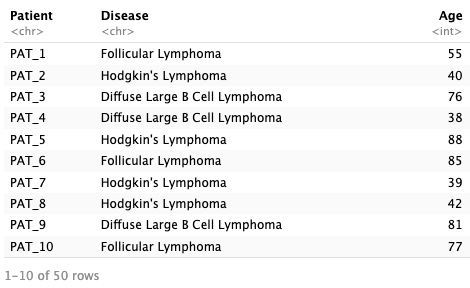 Patient Disease Age
<chr> <chr> <int>
PAT_1 Follicular Lymphoma 55
PAT_2 Hodgkin's Lymphoma 40
PAT_3 Diffuse Large B Cell Lymphoma 76
PAT_4 Diffuse Large B Cell Lymphoma 38
PAT_5 Hodgkin's Lymphoma 88
PAT_6 Follicular Lymphoma 85
PAT_7 Hodgkin's Lymphoma 39
PAT_8 Hodgkin's Lymphoma 42
PAT_9 Diffuse Large B Cell Lymphoma 81
PAT_10 Follicular Lymphoma 77
1-10 of 50 rows